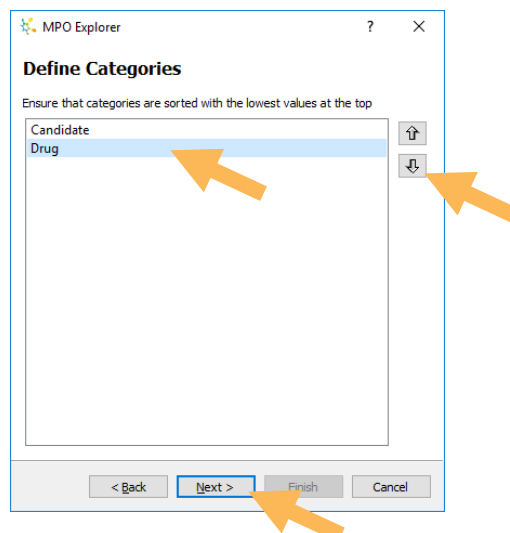 MPO Explorer ?
Define Categories
Ensure that categories are sorted with the lowest values at the top
Candidate
Drug
< Back Next > Finish Cancel